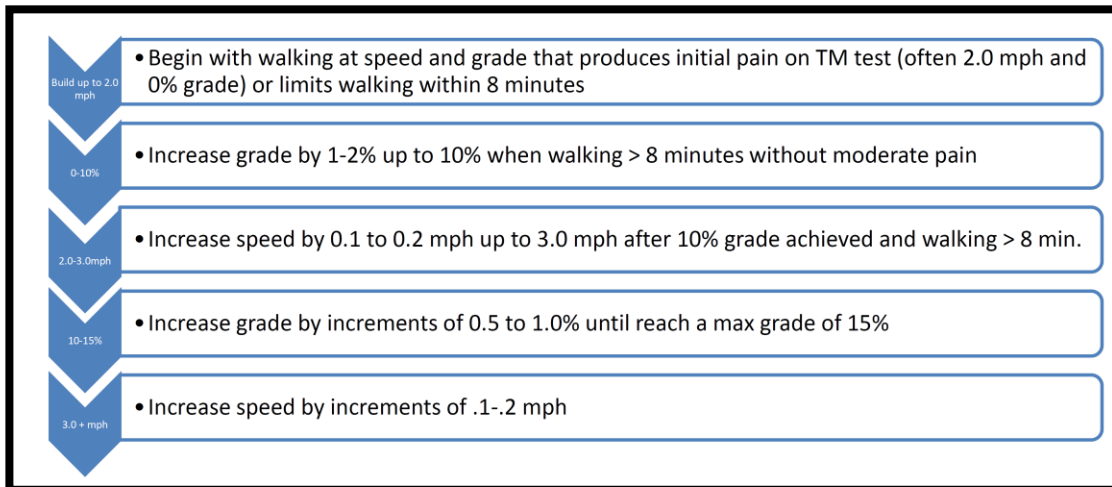 Build up to 2.0
mph
• Begin with walking at speed and grade that produces initial pain on TM test (often 2.0 mph and
0% grade) or limits walking within 8 minutes
0-10%
• Increase grade by 1-2% up to 10% when walking > 8 minutes without moderate pain
2.0-3.0mph
• Increase speed by 0.1 to 0.2 mph up to 3.0 mph after 10% grade achieved and walking > 8 min.
10-15%
• Increase grade by increments of 0.5 to 1.0% until reach a max grade of 15%
3.0 + mph
• Increase speed by increments of .1-.2 mph